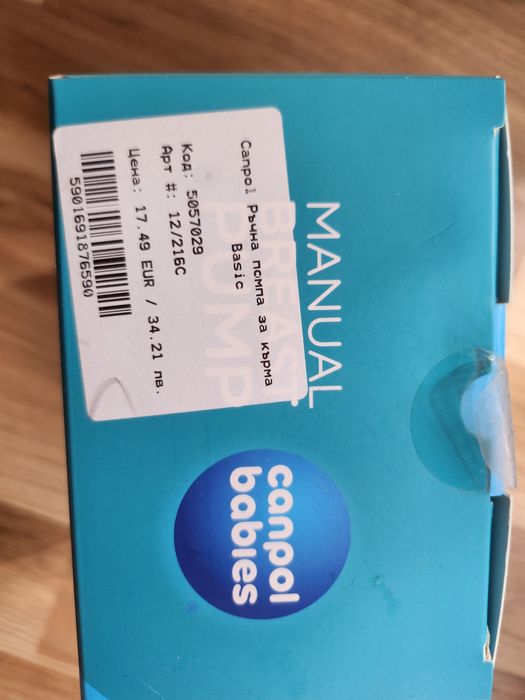 Canpol Ръчна помпа за кърма
Basic
Код: 5057029
Арт #: 12/216C
Цена: 17.49 EUR / 34.21 лв.
5901691876590
MANUAL
BREAST
PUMP
canpol
babies
®